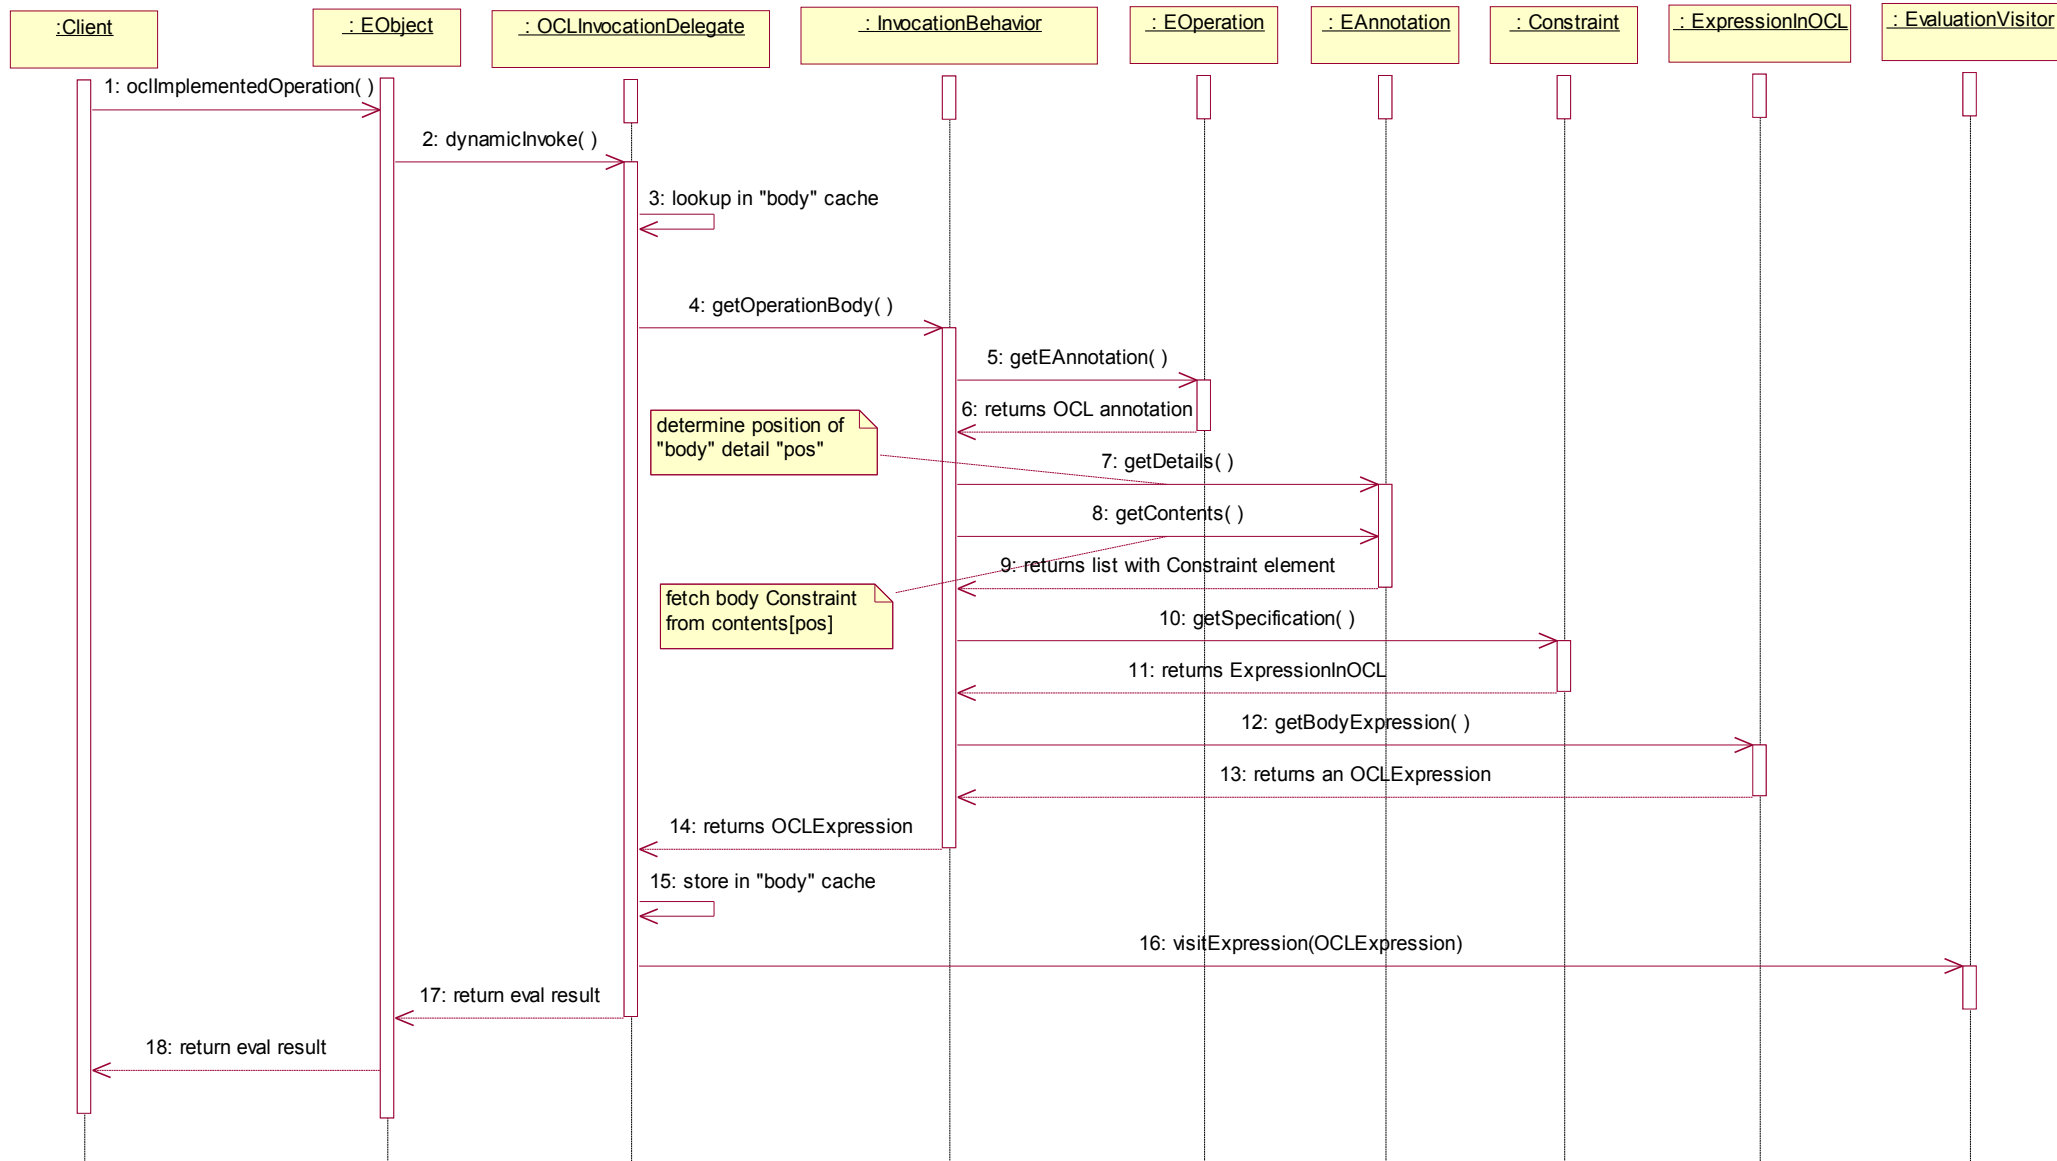 :Client
: EObject
: OCLInvocationDelegate
: InvocationBehavior
: EOperation
: EAnnotation
: Constraint
: ExpressionInOCL
: EvaluationVisitor
1: oclImplementedOperation( )
2: dynamicInvoke( )
3: lookup in "body" cache
4: getOperationBody( )
5: getEAnnotation( )
6: returns OCL annotation
determine position of
"body" detail "pos"
7: getDetails( )
8: getContents( )
9: returns list with Constraint element
fetch body Constraint
from contents[pos]
10: getSpecification( )
11: returns ExpressionInOCL
12: getBodyExpression( )
13: returns an OCLExpression
14: returns OCLExpression
15: store in "body" cache
16: visitExpression(OCLExpression)
17: return eval result
18: return eval result